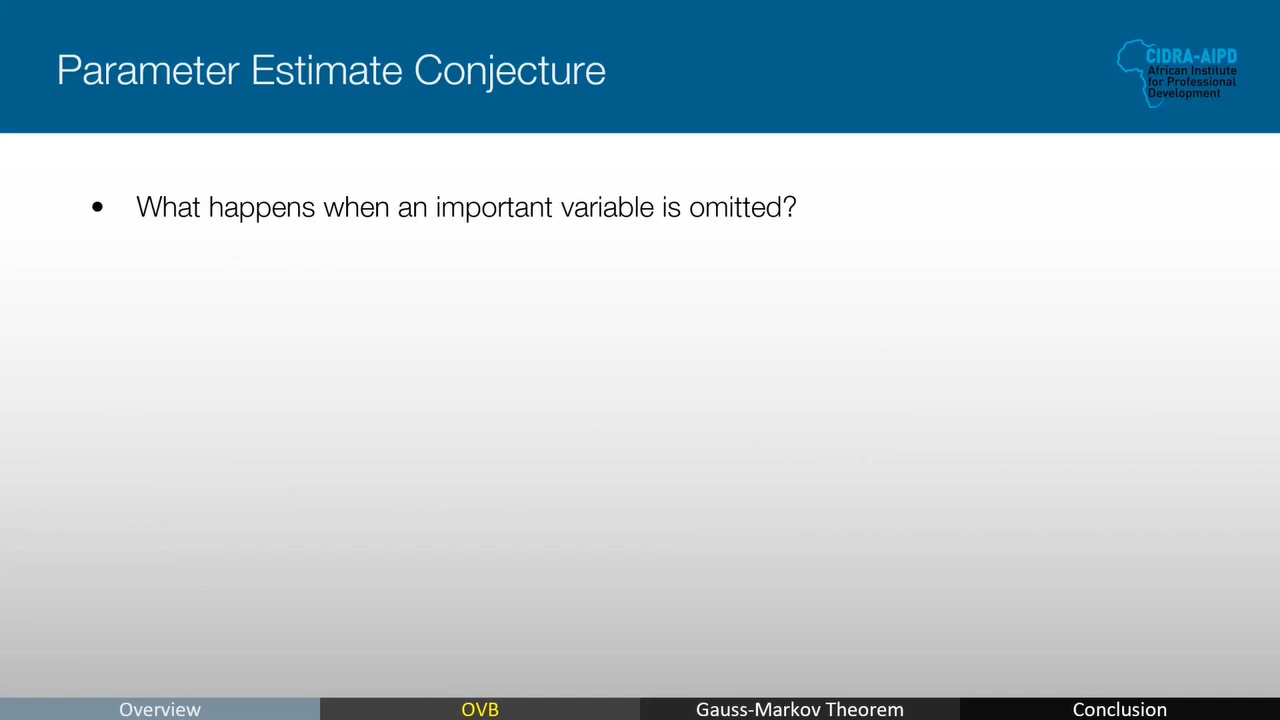 Parameter Estimate Conjecture
CIDRA-AIPD
African Institute
for Professional
Development
• What happens when an important variable is omitted?
Overview
OVB
Gauss-Markov Theorem
Conclusion